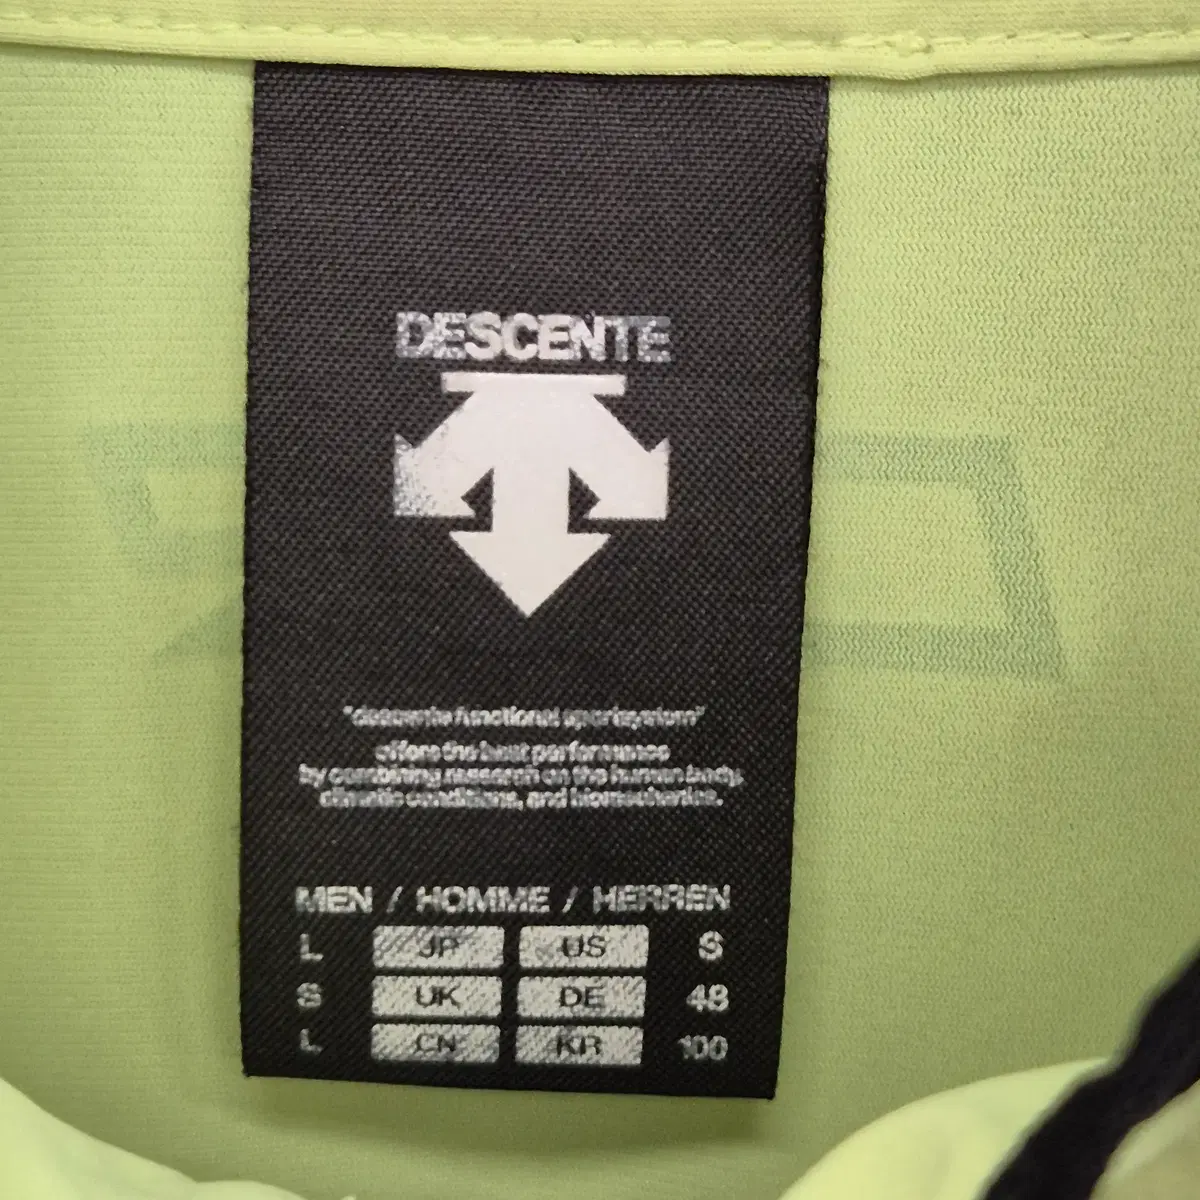 DESCENTE
"descente functional sportsystem"
offers the best performance
by combining research on the human body,
climatic conditions, and biomechanics.
MEN / HOMME / HERREN
L JP US S
S UK DE 48
L CN KR 100